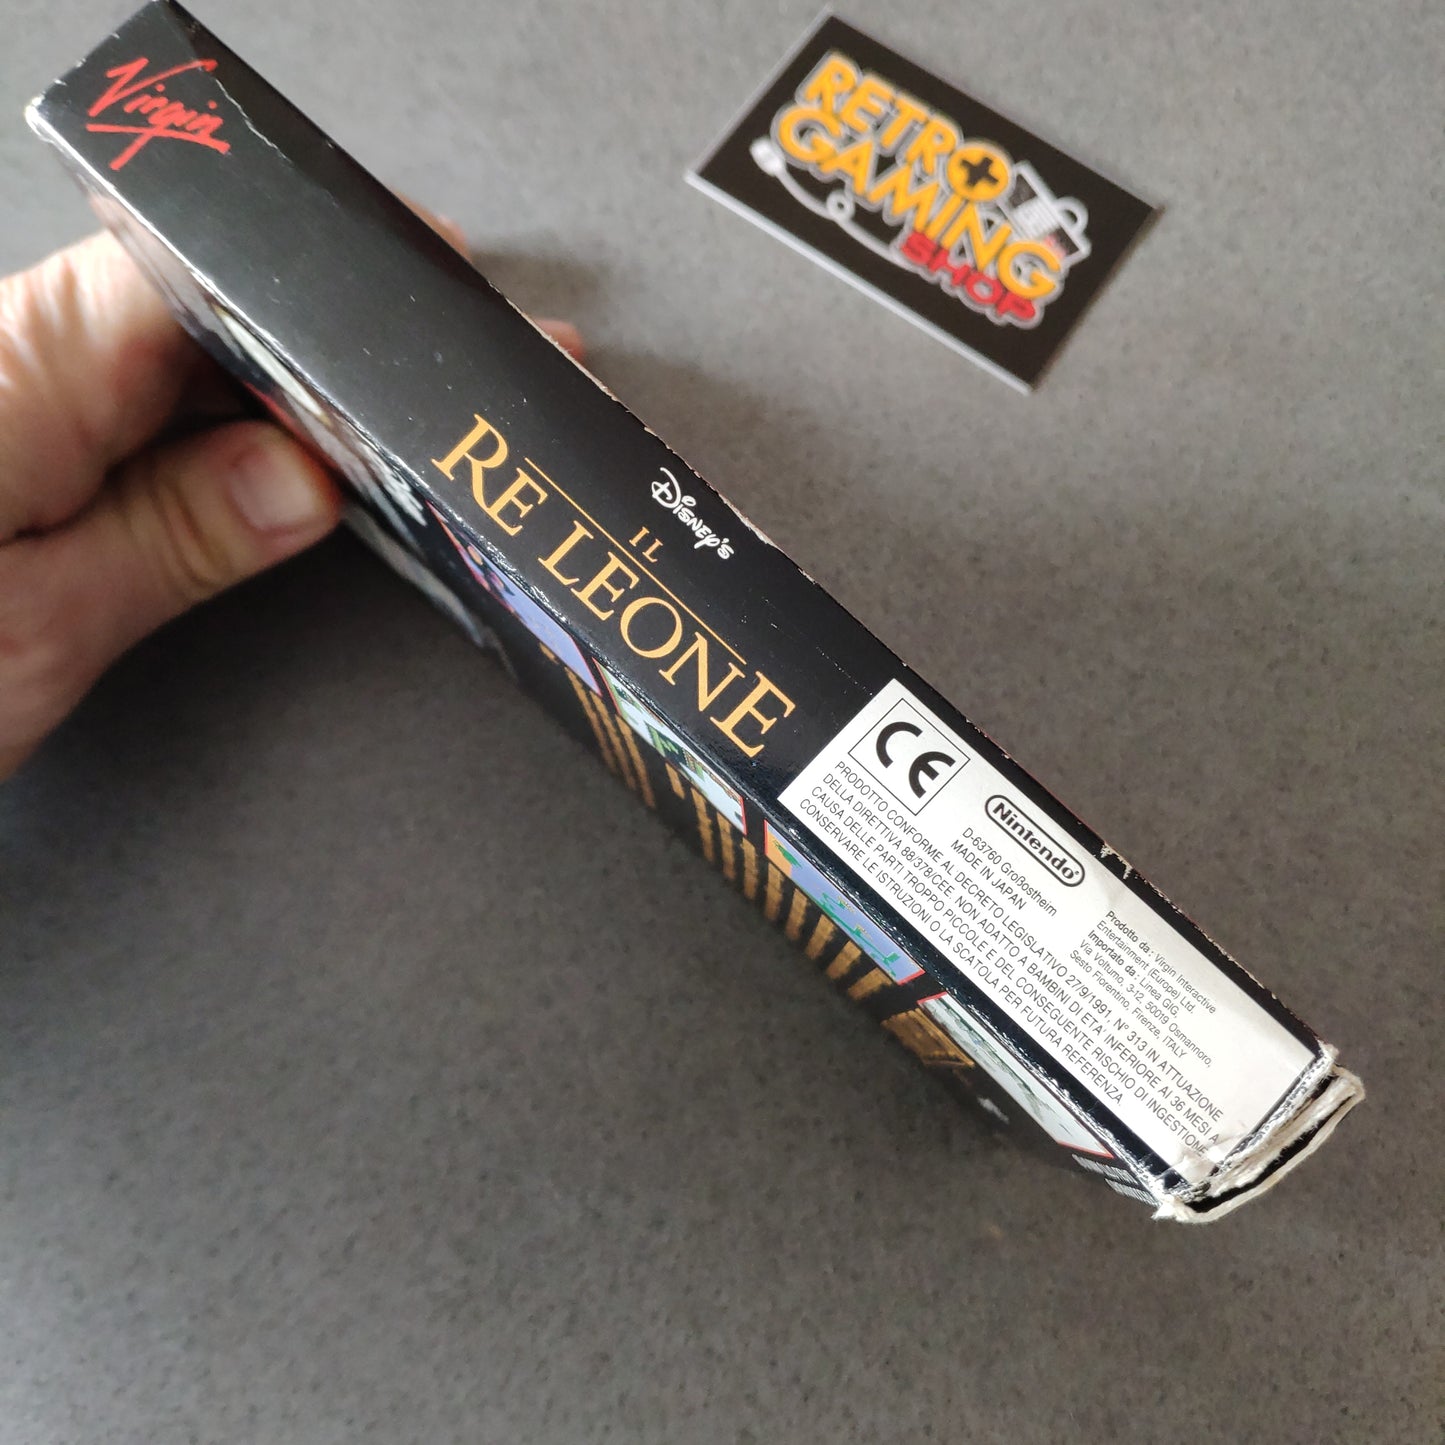 Virgin
RETRO
GAMING
SHOP
Disney's
IL
RE LEONE
CE
Nintendo
D-63760 Großostheim
MADE IN JAPAN
Prodotto da: Virgin Interactive
Entertainment (Europe) Ltd.
Importato da: Linea GIG,
Via Volturno, 3-12, 50019 Osmannoro,
Sesto Fiorentino, Firenze, ITALY
PRODOTTO CONFORME AL DECRETO LEGISLATIVO 27/9/1991, N° 313 IN ATTUAZIONE
DELLA DIRETTIVA 88/378/CEE. NON ADATTO A BAMBINI DI ETA' INFERIORE AI 36 MESI A
CAUSA DELLE PARTI TROPPO PICCOLE E DEL CONSEGUENTE RISCHIO DI INGESTIONE
CONSERVARE LE ISTRUZIONI O LA SCATOLA PER FUTURA REFERENZA